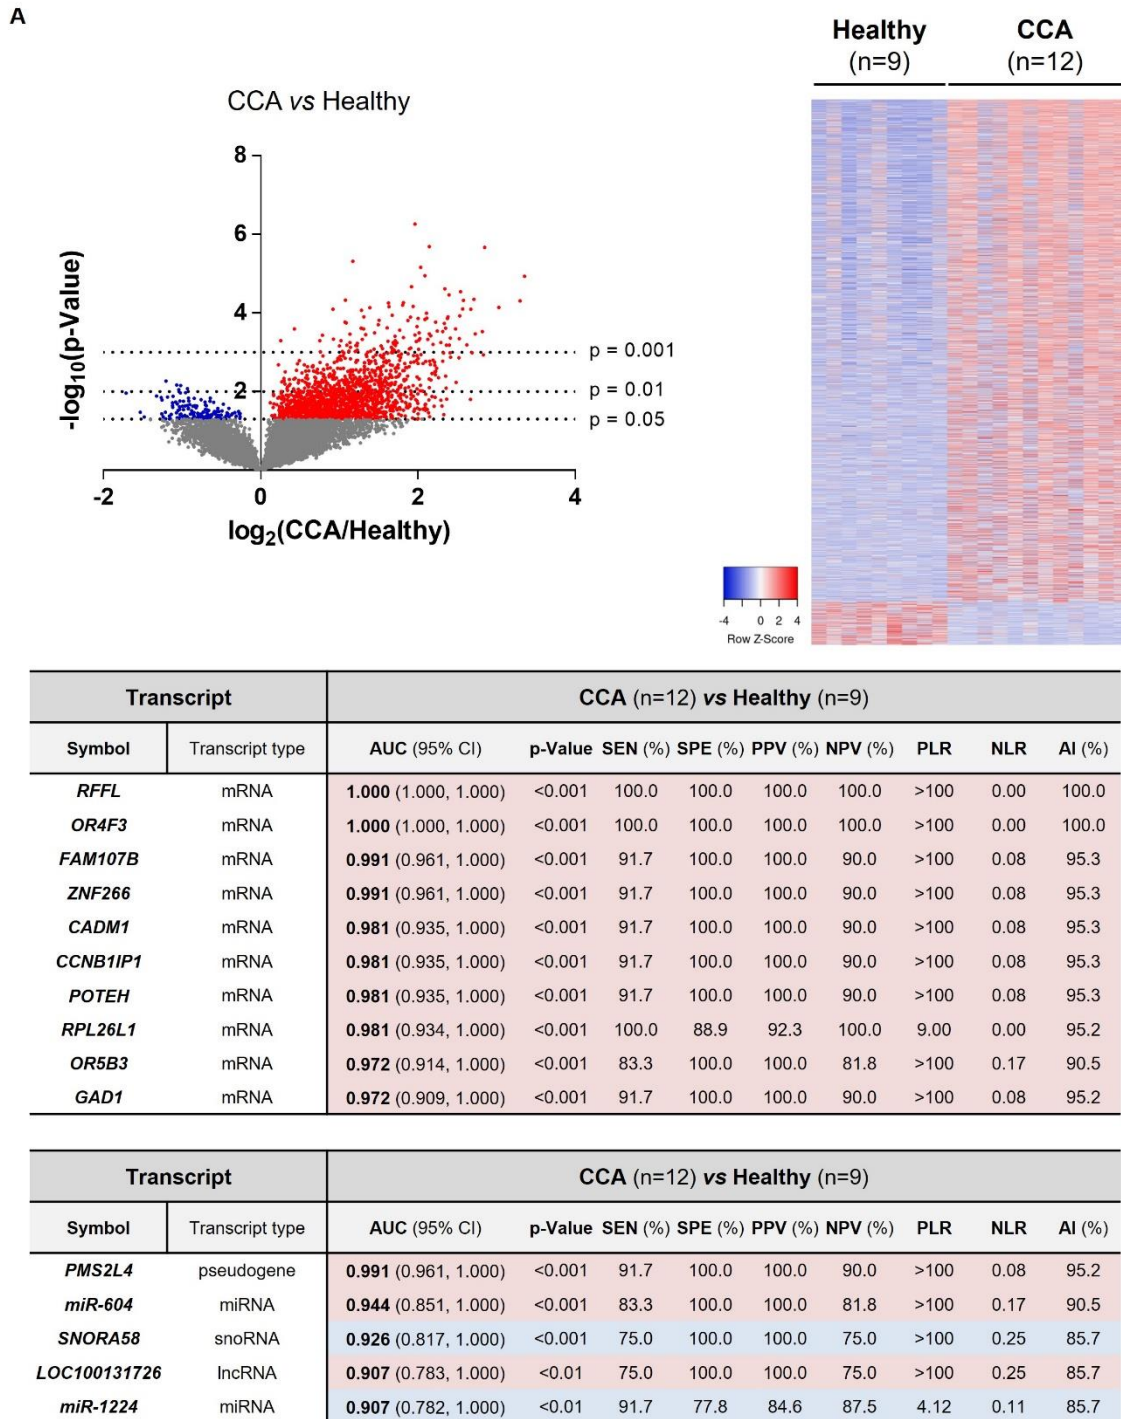 A
Healthy
(n=9)
CCA
(n=12)
CCA vs Healthy
8
6
4
2
-log10(p-Value)
p = 0.001
p = 0.01
p = 0.05
-2 0 2 4
log2(CCA/Healthy)
-4 0 2 4
Row Z-Score
Transcript CCA (n=12) vs Healthy (n=9)
Symbol Transcript type AUC (95% CI) p-Value SEN (%) SPE (%) PPV (%) NPV (%) PLR NLR AI (%)
RFFL mRNA 1.000 (1.000, 1.000) <0.001 100.0 100.0 100.0 100.0 >100 0.00 100.0
OR4F3 mRNA 1.000 (1.000, 1.000) <0.001 100.0 100.0 100.0 100.0 >100 0.00 100.0
FAM107B mRNA 0.991 (0.961, 1.000) <0.001 91.7 100.0 100.0 90.0 >100 0.08 95.3
ZNF266 mRNA 0.991 (0.961, 1.000) <0.001 91.7 100.0 100.0 90.0 >100 0.08 95.3
CADM1 mRNA 0.981 (0.935, 1.000) <0.001 91.7 100.0 100.0 90.0 >100 0.08 95.3
CCNB1IP1 mRNA 0.981 (0.935, 1.000) <0.001 91.7 100.0 100.0 90.0 >100 0.08 95.3
POTEH mRNA 0.981 (0.935, 1.000) <0.001 91.7 100.0 100.0 90.0 >100 0.08 95.3
RPL26L1 mRNA 0.981 (0.934, 1.000) <0.001 100.0 88.9 92.3 100.0 9.00 0.00 95.2
OR5B3 mRNA 0.972 (0.914, 1.000) <0.001 83.3 100.0 100.0 81.8 >100 0.17 90.5
GAD1 mRNA 0.972 (0.909, 1.000) <0.001 91.7 100.0 100.0 90.0 >100 0.08 95.2
Transcript CCA (n=12) vs Healthy (n=9)
Symbol Transcript type AUC (95% CI) p-Value SEN (%) SPE (%) PPV (%) NPV (%) PLR NLR AI (%)
PMS2L4 pseudogene 0.991 (0.961, 1.000) <0.001 91.7 100.0 100.0 90.0 >100 0.08 95.2
miR-604 miRNA 0.944 (0.851, 1.000) <0.001 83.3 100.0 100.0 81.8 >100 0.17 90.5
SNORA58 snoRNA 0.926 (0.817, 1.000) <0.001 75.0 100.0 100.0 75.0 >100 0.25 85.7
LOC100131726 lncRNA 0.907 (0.783, 1.000) <0.01 75.0 100.0 100.0 75.0 >100 0.25 85.7
miR-1224 miRNA 0.907 (0.782, 1.000) <0.01 91.7 77.8 84.6 87.5 4.12 0.11 85.7